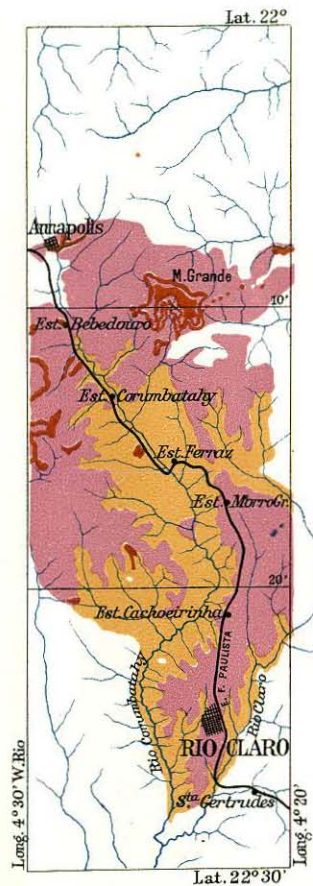 Lat. 22°
Annapolis
M. Grande
10'
Est. Bebedouro
Est. Corumbatahy
Est. Ferraz
Est. Morro Gr.
20'
Est. Cachoeirinha
E. F. PAULISTA
Rio Corumbatahy
Rio Claro
RIO CLARO
Sta Gertrudes
Long. 4° 30' W. Rio
Long. 4° 20'
Lat. 22° 30'